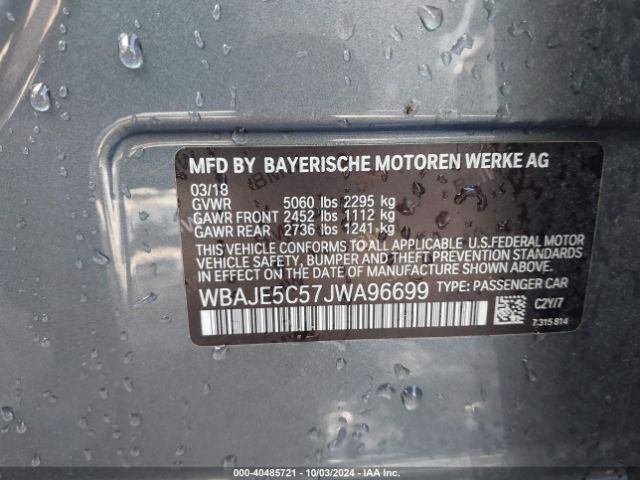 MFD BY BAYERISCHE MOTOREN WERKE AG
03/18
GVWR 5060 lbs 2295 kg
GAWR FRONT 2452 lbs 1112 kg
GAWR REAR 2736 lbs 1241 kg
THIS VEHICLE CONFORMS TO ALL APPLICABLE U.S.FEDERAL MOTOR
VEHICLE SAFETY, BUMPER AND THEFT PREVENTION STANDARDS
IN EFFECT ON THE DATE OF MANUFACTURE SHOWN ABOVE.
WBAJE5C57JWA96699 TYPE: PASSENGER CAR
C2Y/7
7.315 814
000 - 40485721 - 10/03/2024 - IAA Inc.